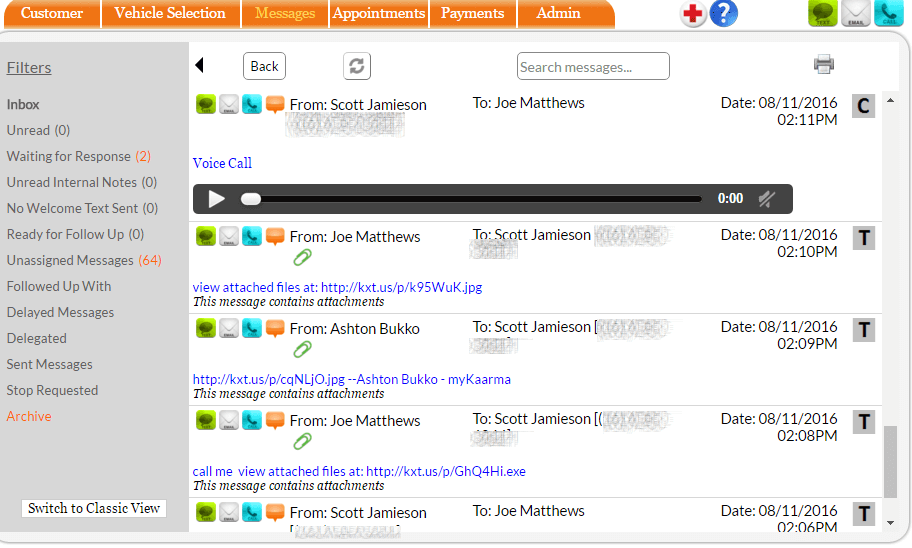 Customer
Vehicle Selection
Messages
Appointments
Payments
Admin
TEXT
EMAIL
CALL
Filters
Inbox
Unread (0)
Waiting for Response (2)
Unread Internal Notes (0)
No Welcome Text Sent (0)
Ready for Follow Up (0)
Unassigned Messages (64)
Followed Up With
Delayed Messages
Delegated
Sent Messages
Stop Requested
Archive
Switch to Classic View
Back
Search messages...
From: Scott Jamieson
To: Joe Matthews
Date: 08/11/2016
02:11PM
C
Voice Call
0:00
From: Joe Matthews
To: Scott Jamieson
Date: 08/11/2016
02:10PM
T
view attached files at: http://kxt.us/p/k95WuK.jpg
This message contains attachments
From: Ashton Bukko
To: Scott Jamieson [
Date: 08/11/2016
02:09PM
T
http://kxt.us/p/cqNLjO.jpg --Ashton Bukko - myKaarma
This message contains attachments
From: Joe Matthews
To: Scott Jamieson [(
Date: 08/11/2016
02:08PM
T
call me view attached files at: http://kxt.us/p/GhQ4Hi.exe
This message contains attachments
From: Scott Jamieson
To: Joe Matthews
Date: 08/11/2016
02:06PM
T